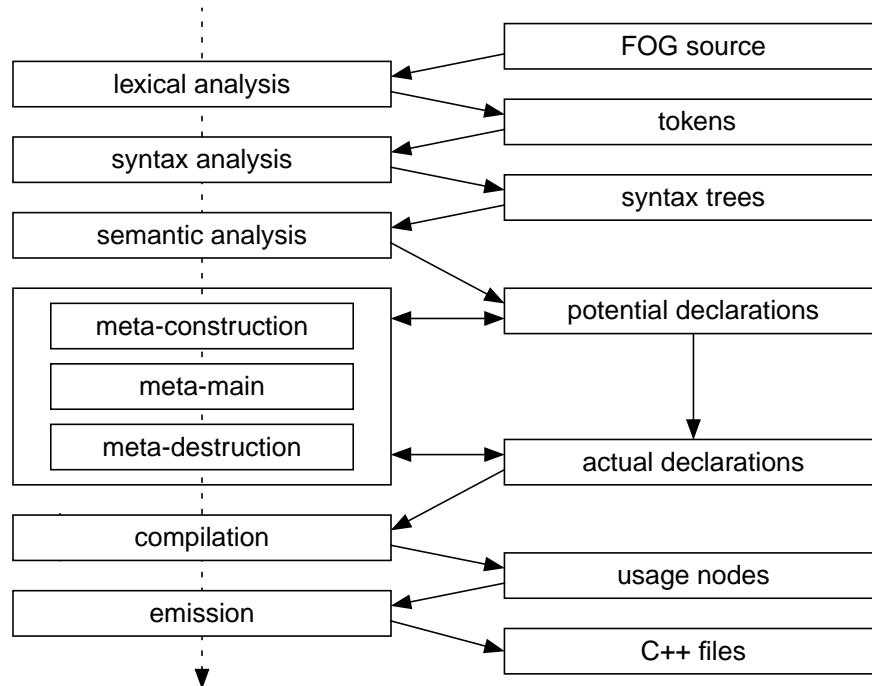 FOG source
lexical analysis
tokens
syntax analysis
syntax trees
semantic analysis
potential declarations
meta-construction
meta-main
meta-destruction
actual declarations
compilation
usage nodes
emission
C++ files